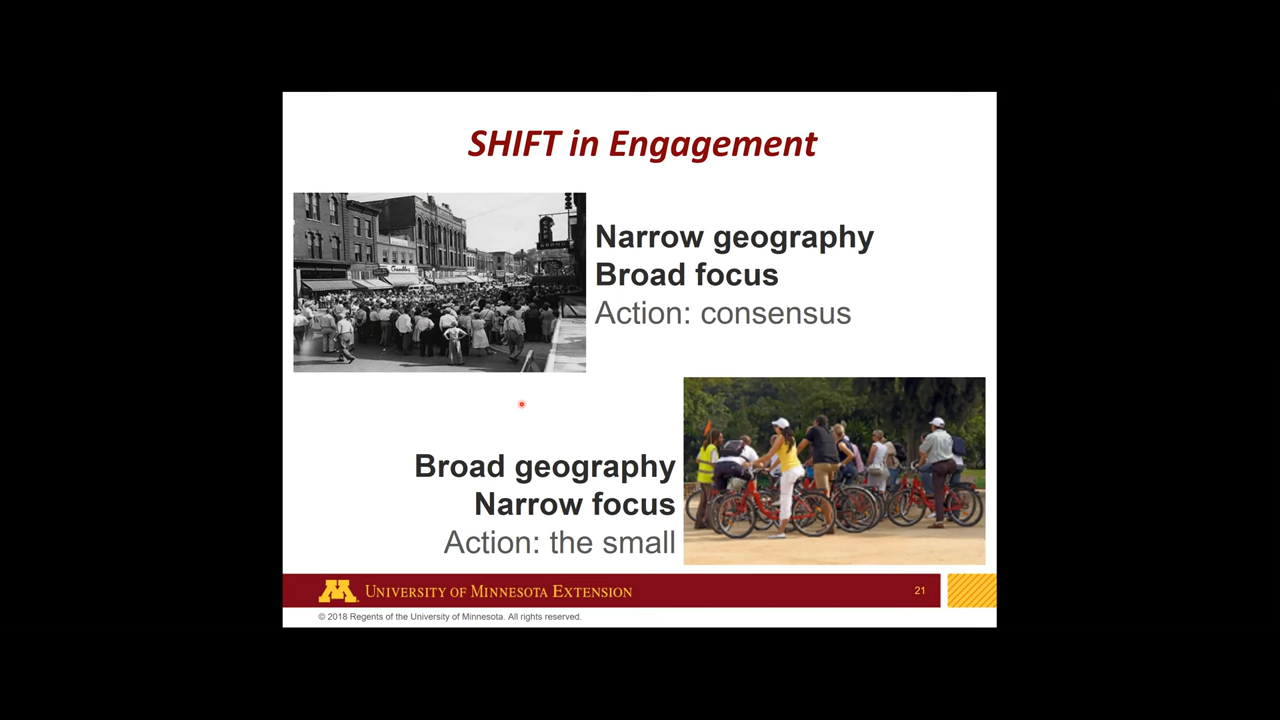 SHIFT in Engagement
Narrow geography
Broad focus
Action: consensus
Broad geography
Narrow focus
Action: the small
UNIVERSITY OF MINNESOTA EXTENSION
21
© 2018 Regents of the University of Minnesota. All rights reserved.